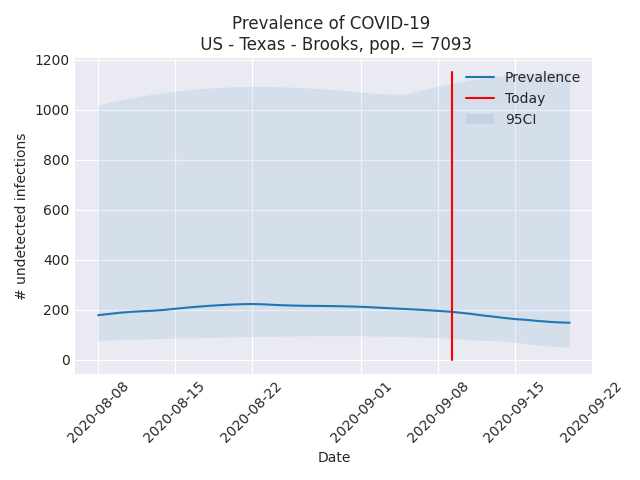 Prevalence of COVID-19
US - Texas - Brooks, pop. = 7093
1200
1000
800
600
400
200
0
# undetected infections
Prevalence
Today
95CI
2020-08-08
2020-08-15
2020-08-22
2020-09-01
2020-09-08
2020-09-15
2020-09-22
Date